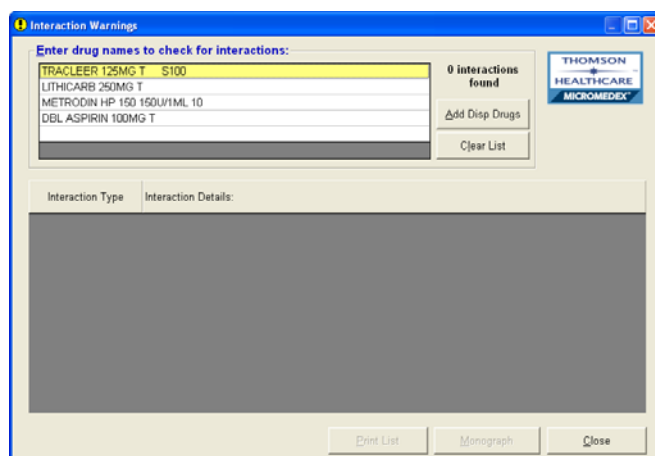 Interaction Warnings
Enter drug names to check for interactions:
TRACLEER 125MG T S100
LITHICARB 250MG T
METRODIN HP 150 150U/1ML 10
DBL ASPIRIN 100MG T
0 interactions
found
Add Disp Drugs
Clear List
THOMSON
HEALTHCARE
MICROMEDEX
Interaction Type Interaction Details:
Print List Monograph Close